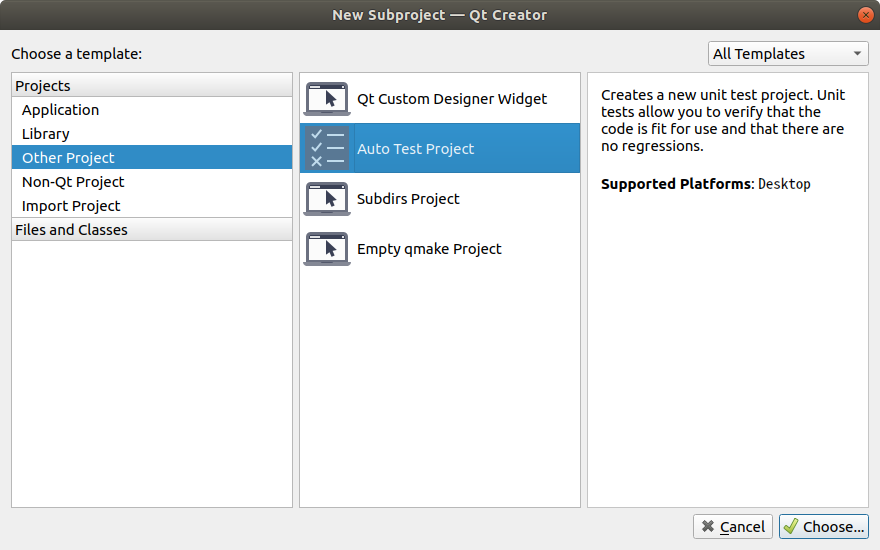 New Subproject — Qt Creator
Choose a template:
All Templates
Projects
Application
Library
Other Project
Non-Qt Project
Import Project
Files and Classes
Qt Custom Designer Widget
Auto Test Project
Subdirs Project
Empty qmake Project
Creates a new unit test project. Unit
tests allow you to verify that the
code is fit for use and that there are
no regressions.
Supported Platforms: Desktop
Cancel
Choose...